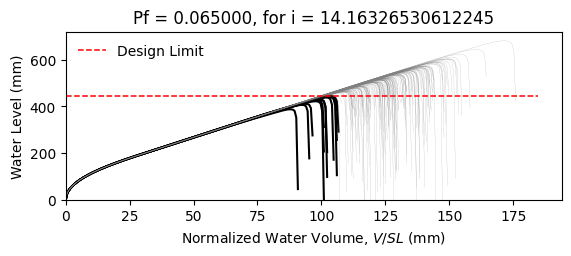 Pf = 0.065000, for i = 14.16326530612245
Design Limit
Water Level (mm)
600
400
200
0
0 25 50 75 100 125 150 175
Normalized Water Volume, V/SL (mm)